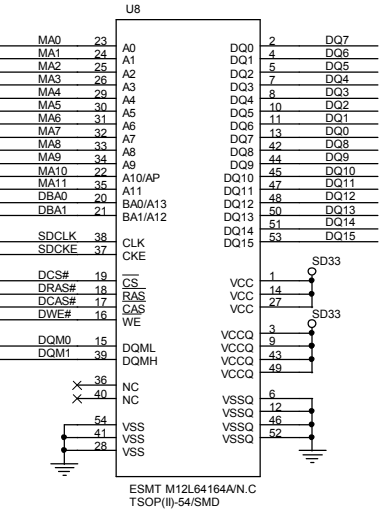 U8
MA0 23 A0 DQ0 2 DQ7
MA1 24 A1 DQ1 4 DQ6
MA2 25 A2 DQ2 5 DQ5
MA3 26 A3 DQ3 7 DQ4
MA4 29 A4 DQ4 8 DQ3
MA5 30 A5 DQ5 10 DQ2
MA6 31 A6 DQ6 11 DQ1
MA7 32 A7 DQ7 13 DQ0
MA8 33 A8 DQ8 42 DQ8
MA9 34 A9 DQ9 44 DQ9
MA10 22 A10/AP DQ10 45 DQ10
MA11 35 A11 DQ11 47 DQ11
DBA0 20 BA0/A13 DQ12 48 DQ12
DBA1 21 BA1/A12 DQ13 50 DQ13
DQ14 51 DQ14
SDCLK 38 CLK DQ15 53 DQ15
SDCKE 37 CKE
SD33
DCS# 19 CS VCC 1
DRAS# 18 RAS VCC 14
DCAS# 17 CAS VCC 27
DWE# 16 WE
SD33
DQM0 15 DQML VCCQ 3
DQM1 39 DQMH VCCQ 9
VCCQ 43
VCCQ 49
36 NC
40 NC
VSSQ 6
VSSQ 12
54 VSS VSSQ 46
41 VSS VSSQ 52
28 VSS
ESMT M12L64164A/N.C
TSOP(II)-54/SMD